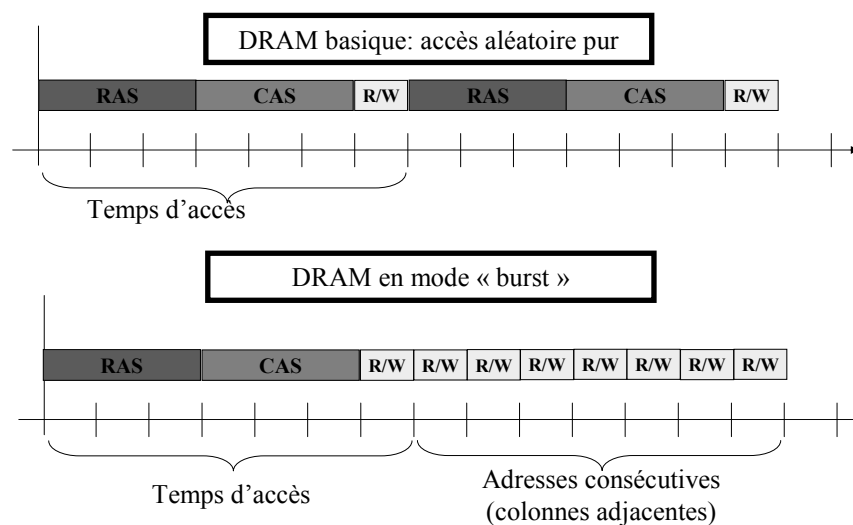 DRAM basique: accès aléatoire pur
RAS CAS R/W RAS CAS R/W
Temps d’accès
DRAM en mode « burst »
RAS CAS R/W R/W R/W R/W R/W R/W R/W R/W
Temps d’accès
Adresses consécutives
(colonnes adjacentes)